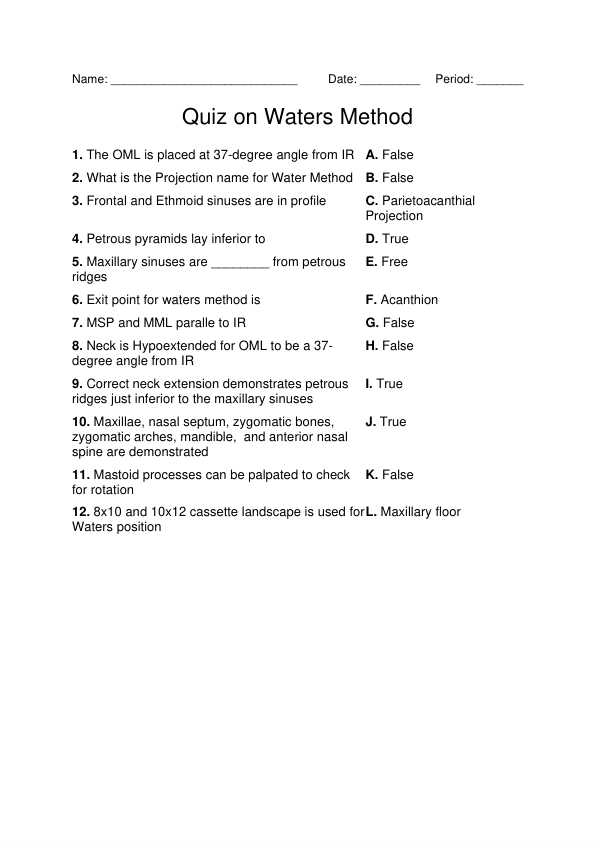 Name: ____________________________ Date: _________ Period: _______
Quiz on Waters Method
1. The OML is placed at 37-degree angle from IR A. False
2. What is the Projection name for Water Method B. False
3. Frontal and Ethmoid sinuses are in profile C. Parietoacanthial
Projection
4. Petrous pyramids lay inferior to D. True
5. Maxillary sinuses are ________ from petrous E. Free
ridges
6. Exit point for waters method is F. Acanthion
7. MSP and MML paralle to IR G. False
8. Neck is Hypoextended for OML to be a 37- H. False
degree angle from IR
9. Correct neck extension demonstrates petrous I. True
ridges just inferior to the maxillary sinuses
10. Maxillae, nasal septum, zygomatic bones, J. True
zygomatic arches, mandible,  and anterior nasal
spine are demonstrated
11. Mastoid processes can be palpated to check K. False
for rotation
12. 8x10 and 10x12 cassette landscape is used for L. Maxillary floor
Waters position